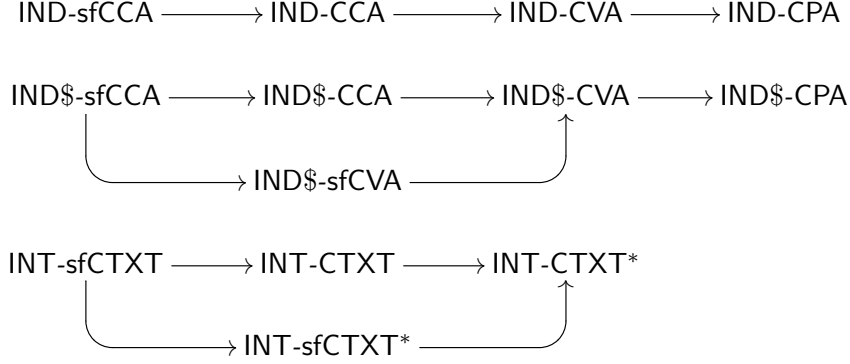 IND-sfCCA IND-CCA IND-CVA IND-CPA
IND$-sfCCA IND$-CCA IND$-CVA IND$-CPA
IND$-sfCVA
INT-sfCTXT INT-CTXT INT-CTXT*
INT-sfCTXT*